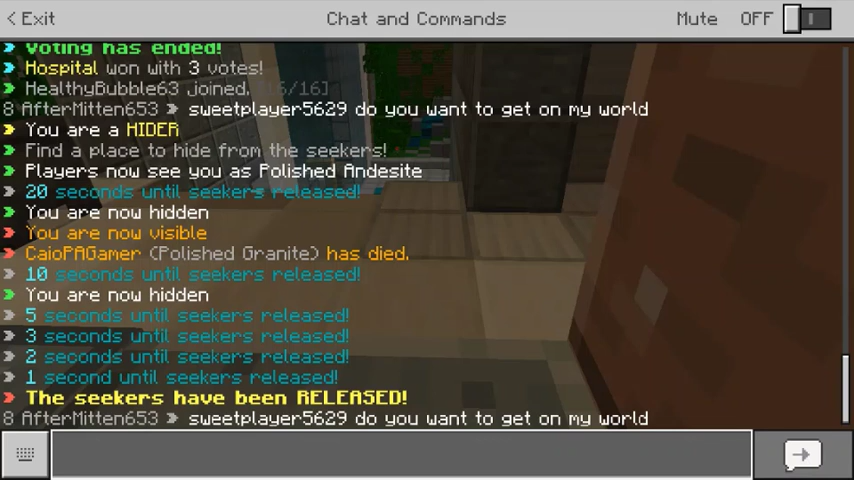 < Exit Chat and Commands Mute OFF
» Voting has ended!
» Hospital won with 3 votes!
» HealthyBubble63 joined. [16/16]
8 AfterMitten653 » sweetplayer5629 do you want to get on my world
» You are a HIDER
» Find a place to hide from the seekers!
» Players now see you as Polished Andesite
» 20 seconds until seekers released!
» You are now hidden
» You are now visible
» CaioPAGamer (Polished Granite) has died.
» 10 seconds until seekers released!
» You are now hidden
» 5 seconds until seekers released!
» 3 seconds until seekers released!
» 2 seconds until seekers released!
» 1 second until seekers released!
» The seekers have been RELEASED!
8 AfterMitten653 » sweetplayer5629 do you want to get on my world